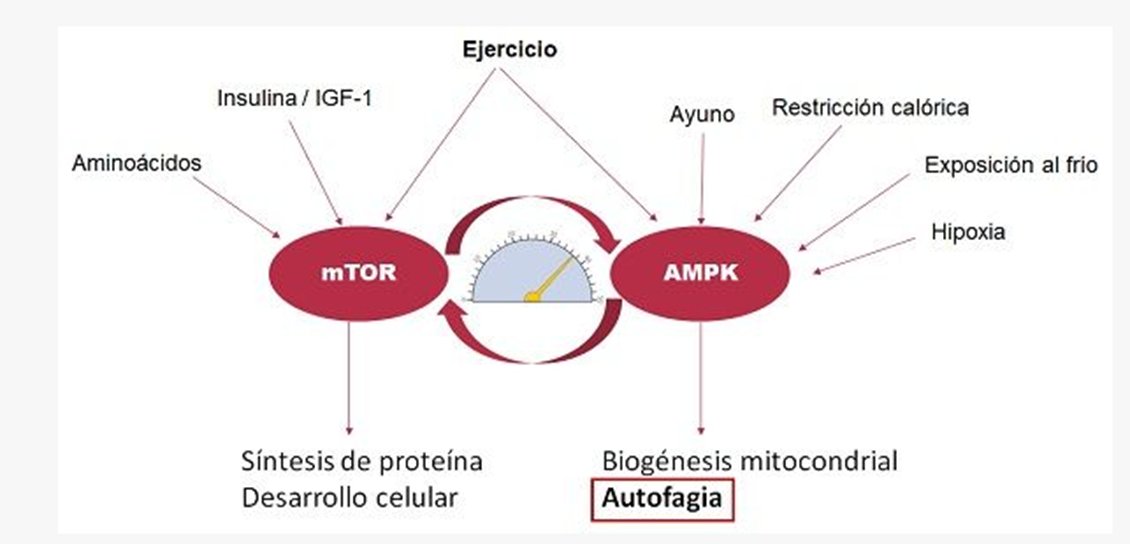 Ejercicio
Insulina / IGF-1
Ayuno
Restricción calórica
Aminoácidos
Exposición al frio
Hipoxia
mTOR
AMPK
Síntesis de proteína
Desarrollo celular
Biogénesis mitocondrial
Autofagia